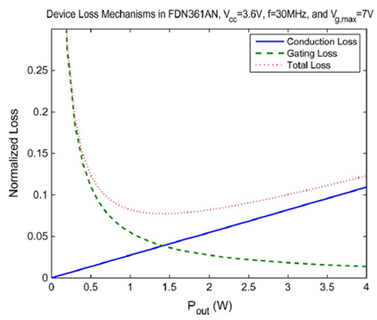 Device Loss Mechanisms in FDN361AN, Vcc=3.6V, f=30MHz, and Vg,max=7V
Conduction Loss
Gating Loss
Total Loss
Normalized Loss
0.25
0.2
0.15
0.1
0.05
0
0 0.5 1 1.5 2 2.5 3 3.5 4
Pout (W)